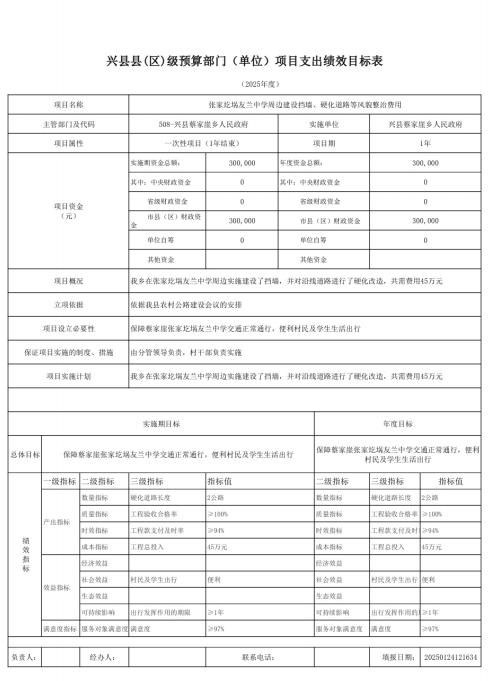 兴县县(区)级预算部门（单位）项目支出绩效目标表
（2025年度）
项目名称 张家圪埚友兰中学周边建设挡墙、硬化道路等风貌整治费用
主管部门及代码 508-兴县蔡家崖乡人民政府 实施单位 兴县蔡家崖乡人民政府
项目属性 一次性项目（1年结束） 项目期 1年
项目资金（元） 实施期资金总额: 300,000 年度资金总额: 300,000
其中：中央财政资金 0 其中：中央财政资金 0
省级财政资金 0 省级财政资金 0
市县（区）财政资金 300,000 市县（区）财政资金 300,000
单位自筹 0 单位自筹 0
其他资金 其他资金
项目概况 我乡在张家圪埚友兰中学周边实施建设了挡墙，并对沿线道路进行了硬化改造，共需费用45万元
立项依据 依据我县农村公路建设会议的安排
项目设立必要性 保障蔡家崖张家圪埚友兰中学交通正常通行，便利村民及学生生活出行
保证项目实施的制度、措施 由分管领导负责，村干部负责实施
项目实施计划 我乡在张家圪埚友兰中学周边实施建设了挡墙，并对沿线道路进行了硬化改造，共需费用45万元
实施期目标 年度目标
总体目标 保障蔡家崖张家圪埚友兰中学交通正常通行，便利村民及学生生活出行 保障蔡家崖张家圪埚友兰中学交通正常通行，便利村民及学生生活出行
绩效指标 一级指标 二级指标 三级指标 指标值 二级指标 三级指标 指标值
产出指标 数量指标 硬化道路长度 2公路 数量指标 硬化道路长度 2公路
质量指标 工程验收合格率 ≥100% 质量指标 工程验收合格率 ≥100%
时效指标 工程款支付及时率 ≥94% 时效指标 工程款支付及时 ≥94%
成本指标 工程总投入 45万元 成本指标 工程总投入 45万元
效益指标 经济效益 经济效益
社会效益 村民及学生出行 便利 社会效益 村民及学生出行 便利
生态效益 生态效益
可持续影响 出行发挥作用的期限 ≥1年 可持续影响 出行发挥作用的 ≥1年
满意度指标 服务对象满意度 满意度 ≥97% 服务对象满意度 满意度 ≥97%
负责人: 经办人： 联系电话： 填报日期： 20250124121634